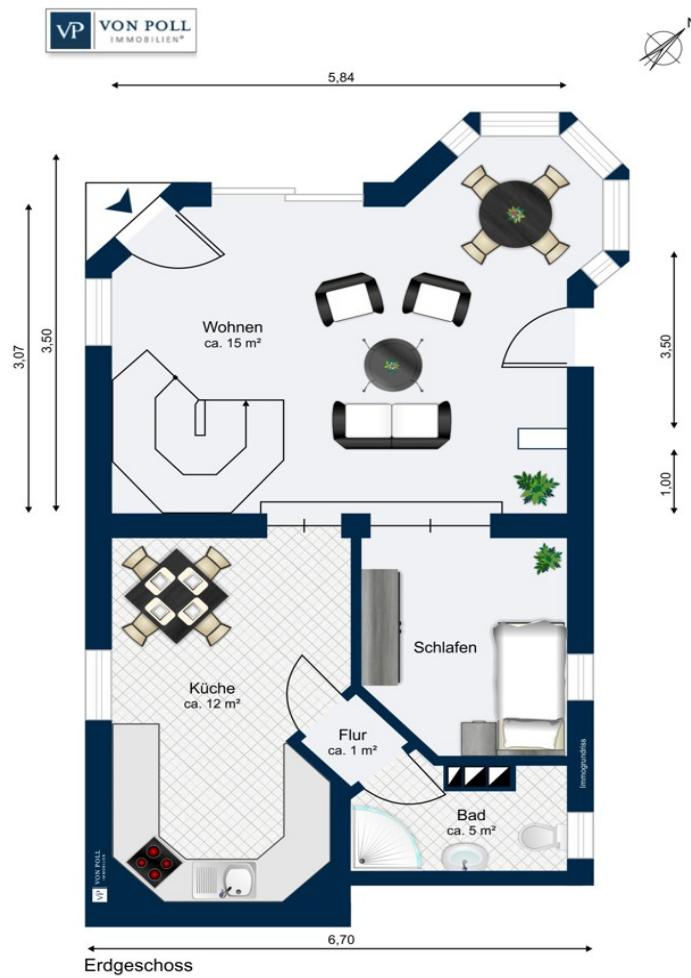 VP VON POLL
IMMOBILIEN®
N
5,84
3,07
3,50
3,50
1,00
Wohnen
ca. 15 m²
Schlafen
Küche
ca. 12 m²
Flur
ca. 1 m²
Bad
ca. 5 m²
Immogrundriss
VP VON POLL
IMMOBILIEN
6,70
Erdgeschoss